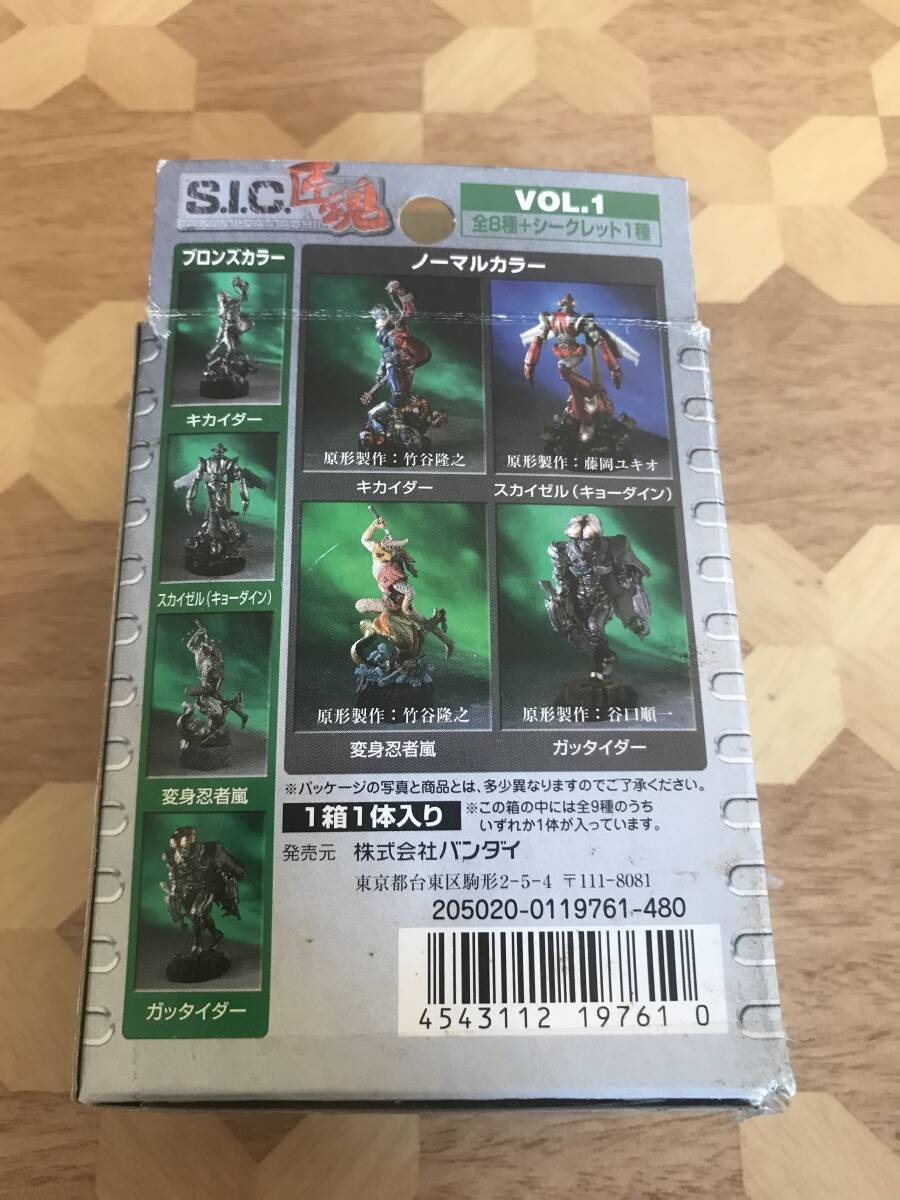 S.I.C.匠魂
VOL.1
全8種+シークレット1種
ブロンズカラー
キカイダー
スカイゼル(キョーダイン)
変身忍者嵐
ガッタイダー
ノーマルカラー
原形製作：竹谷隆之
キカイダー
原形製作：藤岡ユキオ
スカイゼル(キョーダイン)
原形製作：竹谷隆之
変身忍者嵐
原形製作：谷口順一
ガッタイダー
※パッケージの写真と商品とは、多少異なりますのでご了承ください。
1箱1体入り
※この箱の中には全9種のうち
いずれか1体が入っています。
発売元 株式会社バンダイ
東京都台東区駒形2-5-4 〒111-8081
205020-0119761-480
4543112 197610